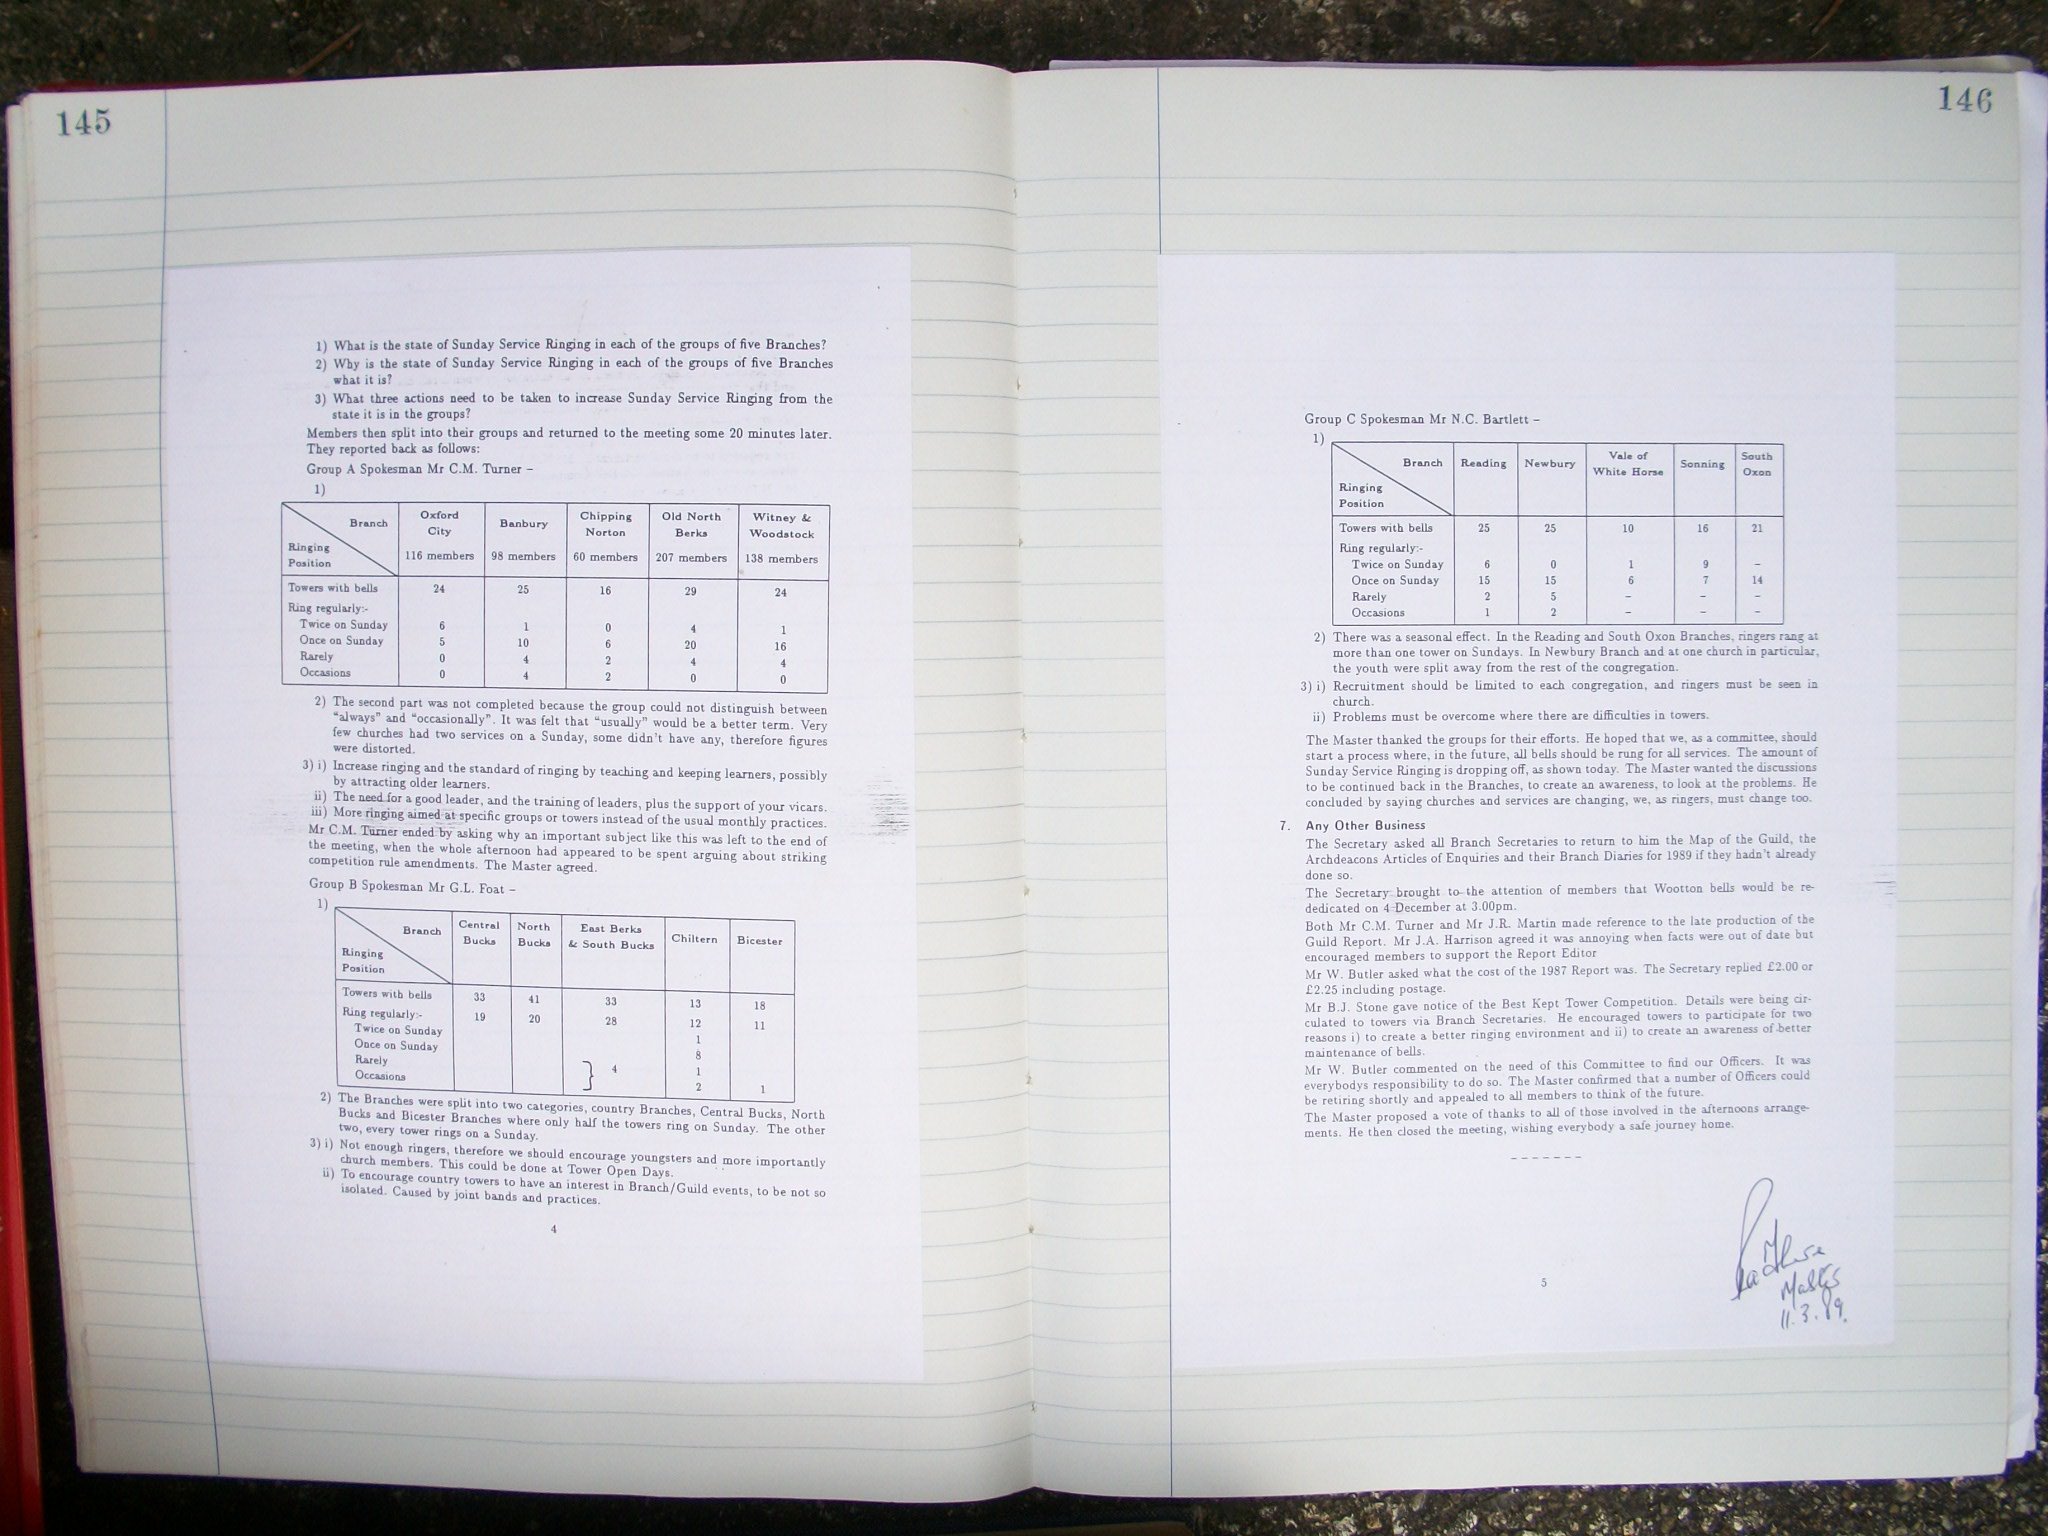 145
1) What is the state of Sunday Service Ringing in each of the groups of five Branches?
2) Why is the state of Sunday Service Ringing in each of the groups of five Branches
what it is?
3) What three actions need to be taken to increase Sunday Service Ringing from the
state it is in the groups?
Members then split into their groups and returned to the meeting some 20 minutes later.
They reported back as follows:
Group A Spokesman Mr C.M. Turner –
1)
Branch Oxford City Banbury Chipping Norton Old North Berks Witney & Woodstock
Ringing Position 116 members 98 members 60 members 207 members 138 members
Towers with bells 24 25 16 29 24
Ring regularly:-
Twice on Sunday 6 1 0 4 1
Once on Sunday 5 10 6 20 16
Rarely 0 4 2 4 4
Occasions 0 4 2 0 0
2) The second part was not completed because the group could not distinguish between
“always” and “occasionally”. It was felt that “usually” would be a better term. Very
few churches had two services on a Sunday, some didn’t have any, therefore figures
were distorted.
3) i) Increase ringing and the standard of ringing by teaching and keeping learners, possibly
by attracting older learners.
ii) The need for a good leader, and the training of leaders, plus the support of your vicars.
iii) More ringing aimed at specific groups or towers instead of the usual monthly practices.
Mr C.M. Turner ended by asking why an important subject like this was left to the end of
the meeting, when the whole afternoon had appeared to be spent arguing about striking
competition rule amendments. The Master agreed.
Group B Spokesman Mr G.L. Foat –
1)
Branch Central Bucks North Bucks East Berks & South Bucks Chiltern Bicester
Ringing Position
Towers with bells 33 41 33 13 18
Ring regularly:- 19 20 28 12 11
Twice on Sunday 1
Once on Sunday 8
Rarely } 4 1
Occasions 2 1
2) The Branches were split into two categories, country Branches, Central Bucks, North
Bucks and Bicester Branches where only half the towers ring on Sunday. The other
two, every tower rings on a Sunday.
3) i) Not enough ringers, therefore we should encourage youngsters and more importantly
church members. This could be done at Tower Open Days.
ii) To encourage country towers to have an interest in Branch/Guild events, to be not so
isolated. Caused by joint bands and practices.
4
146
Group C Spokesman Mr N.C. Bartlett –
1)
Branch Reading Newbury Vale of White Horse Sonning South Oxon
Ringing Position
Towers with bells 25 25 10 16 21
Ring regularly:-
Twice on Sunday 6 0 1 9 –
Once on Sunday 15 15 6 7 14
Rarely 2 5 – – –
Occasions 1 2 – – –
2) There was a seasonal effect. In the Reading and South Oxon Branches, ringers rang at
more than one tower on Sundays. In Newbury Branch and at one church in particular,
the youth were split away from the rest of the congregation.
3) i) Recruitment should be limited to each congregation, and ringers must be seen in
church.
ii) Problems must be overcome where there are difficulties in towers.
The Master thanked the groups for their efforts. He hoped that we, as a committee, should
start a process where, in the future, all bells should be rung for all services. The amount of
Sunday Service Ringing is dropping off, as shown today. The Master wanted the discussions
to be continued back in the Branches, to create an awareness, to look at the problems. He
concluded by saying churches and services are changing, we, as ringers, must change too.
7. Any Other Business
The Secretary asked all Branch Secretaries to return to him the Map of the Guild, the
Archdeacons Articles of Enquiries and their Branch Diaries for 1989 if they hadn’t already
done so.
The Secretary brought to the attention of members that Wootton bells would be re-
dedicated on 4 December at 3.00pm.
Both Mr C.M. Turner and Mr J.R. Martin made reference to the late production of the
Guild Report. Mr J.A. Harrison agreed it was annoying when facts were out of date but
encouraged members to support the Report Editor
Mr W. Butler asked what the cost of the 1987 Report was. The Secretary replied £2.00 or
£2.25 including postage.
Mr B.J. Stone gave notice of the Best Kept Tower Competition. Details were being cir-
culated to towers via Branch Secretaries. He encouraged towers to participate for two
reasons i) to create a better ringing environment and ii) to create an awareness of better
maintenance of bells.
Mr W. Butler commented on the need of this Committee to find our Officers. It was
everybodys responsibility to do so. The Master confirmed that a number of Officers could
be retiring shortly and appealed to all members to think of the future.
The Master proposed a vote of thanks to all of those involved in the afternoons arrange-
ments. He then closed the meeting, wishing everybody a safe journey home.
Master
11.3.89.
5